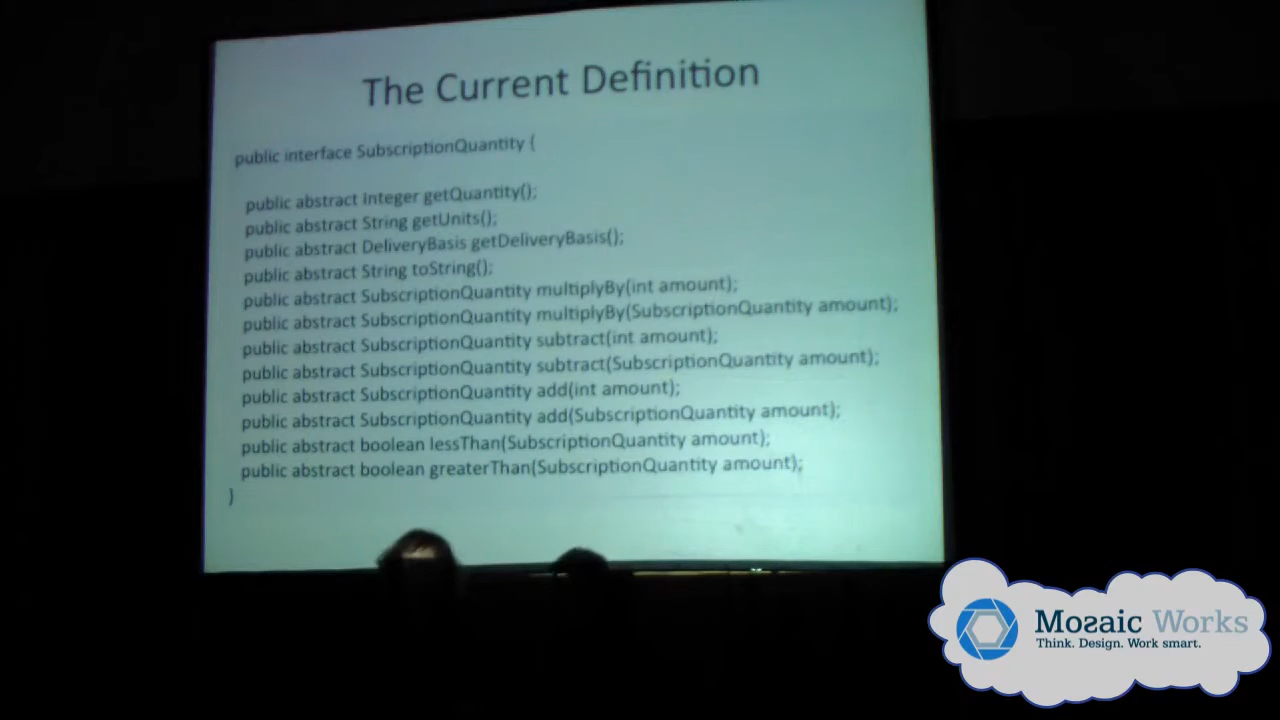 The Current Definition
public interface SubscriptionQuantity {
public abstract Integer getQuantity();
public abstract String getUnits();
public abstract DeliveryBasis getDeliveryBasis();
public abstract String toString();
public abstract SubscriptionQuantity multiplyBy(int amount);
public abstract SubscriptionQuantity multiplyBy(SubscriptionQuantity amount);
public abstract SubscriptionQuantity subtract(int amount);
public abstract SubscriptionQuantity subtract(SubscriptionQuantity amount);
public abstract SubscriptionQuantity add(int amount);
public abstract SubscriptionQuantity add(SubscriptionQuantity amount);
public abstract boolean lessThan(SubscriptionQuantity amount);
public abstract boolean greaterThan(SubscriptionQuantity amount);
}
Mosaic Works
Think. Design. Work smart.